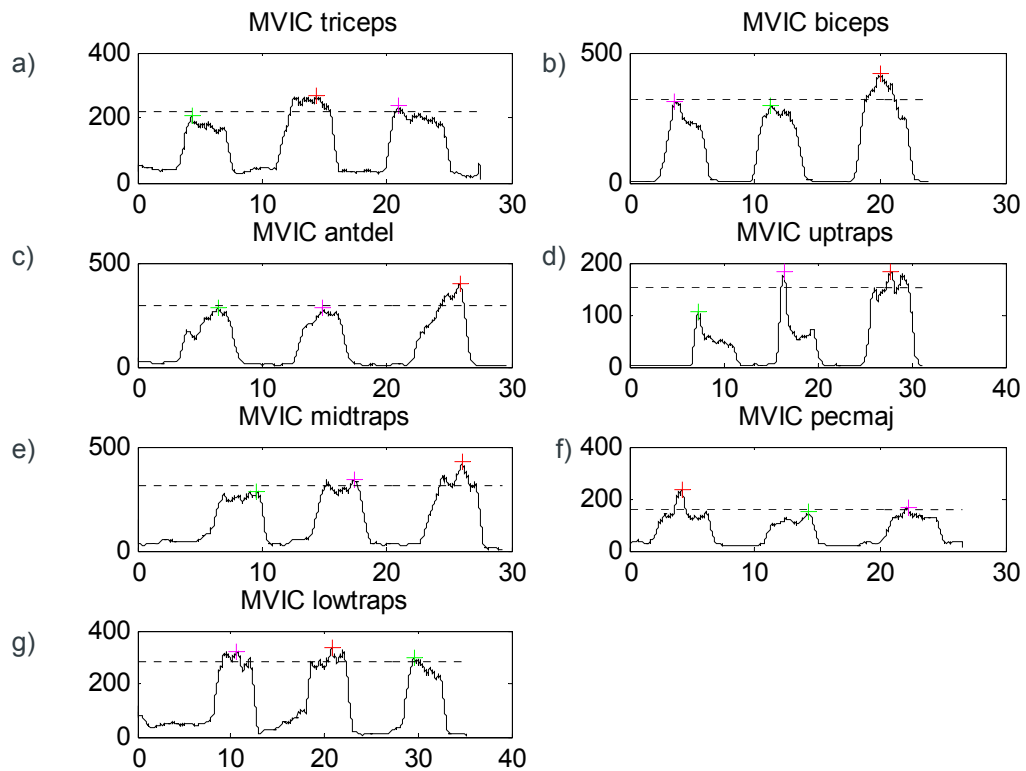 MVIC triceps
a)
400
200
0
0 10 20 30
MVIC biceps
b)
500
0
0 10 20 30
MVIC antdel
c)
500
0
0 10 20 30
MVIC uptraps
d)
200
100
0
0 10 20 30 40
MVIC midtraps
e)
500
0
0 10 20 30
MVIC pecmaj
f)
400
200
0
0 10 20 30
MVIC lowtraps
g)
400
200
0
0 10 20 30 40